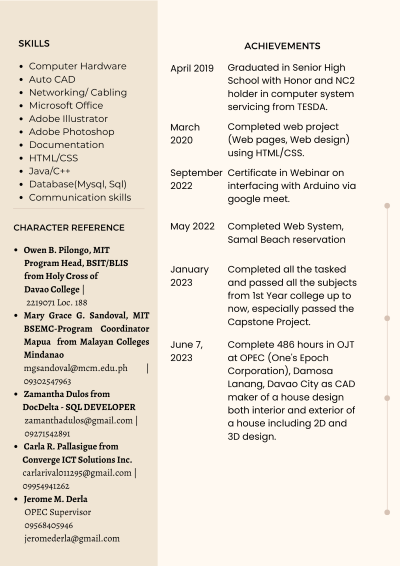 SKILLS
• Computer Hardware
• Auto CAD
• Networking/ Cabling
• Microsoft Office
• Adobe Illustrator
• Adobe Photoshop
• Documentation
• HTML/CSS
• Java/C++
• Database(Mysql, Sql)
• Communication skills
CHARACTER REFERENCE
• Owen B. Pilongo, MIT
Program Head, BSIT/BLIS
from Holy Cross of
Davao College |
2219071 Loc. 188
• Mary Grace G. Sandoval, MIT
BSEMC-Program Coordinator
Mapua from Malayan Colleges
Mindanao
mgsandoval@mcm.edu.ph |
09302547963
• Zamantha Dulos from
DocDelta - SQL DEVELOPER
zamanthadulos@gmail.com |
09271542891
• Carla R. Pallasigue from
Converge ICT Solutions Inc.
carlarival011295@gmail.com |
09954941262
• Jerome M. Derla
OPEC Supervisor
09568405946
jeromederla@gmail.com
ACHIEVEMENTS
April 2019 Graduated in Senior High
School with Honor and NC2
holder in computer system
servicing from TESDA.
March Completed web project
2020 (Web pages, Web design)
using HTML/CSS.
September Certificate in Webinar on
2022 interfacing with Arduino via
google meet.
May 2022 Completed Web System,
Samal Beach reservation
January Completed all the tasked
2023 and passed all the subjects
from 1st Year college up to
now, especially passed the
Capstone Project.
June 7, Complete 486 hours in OJT
2023 at OPEC (One's Epoch
Corporation), Damosa
Lanang, Davao City as CAD
maker of a house design
both interior and exterior of
a house including 2D and
3D design.